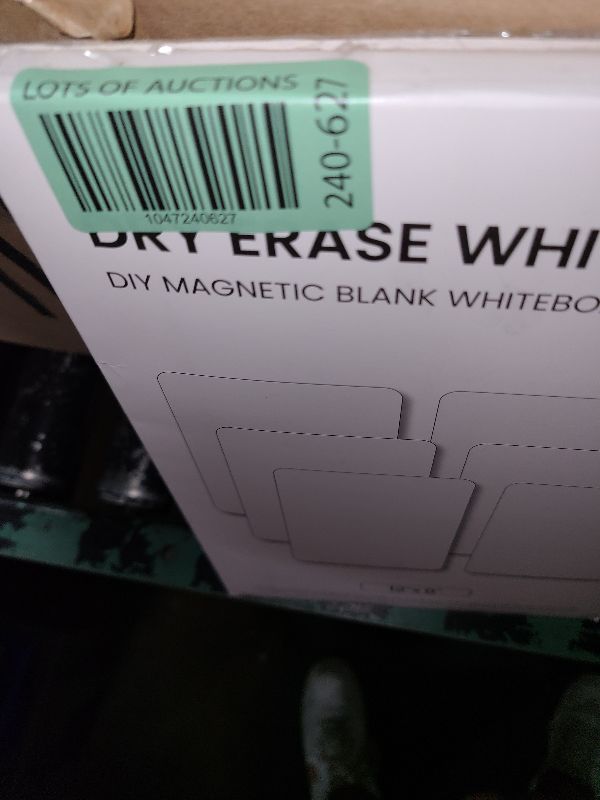 LOTS OF AUCTIONS
240-627
1047240627
DRY ERASE WHI
DIY MAGNETIC BLANK WHITEBO